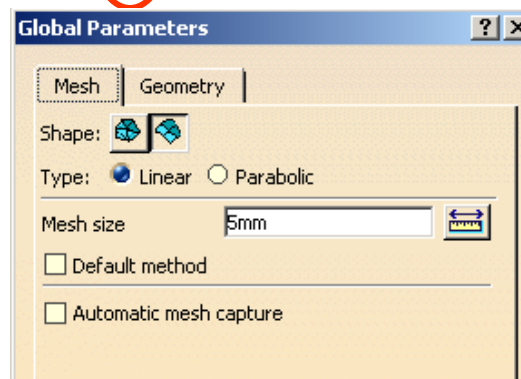 Global Parameters ? X
Mesh Geometry
Shape:
Type: Linear Parabolic
Mesh size 5mm
Default method
Automatic mesh capture